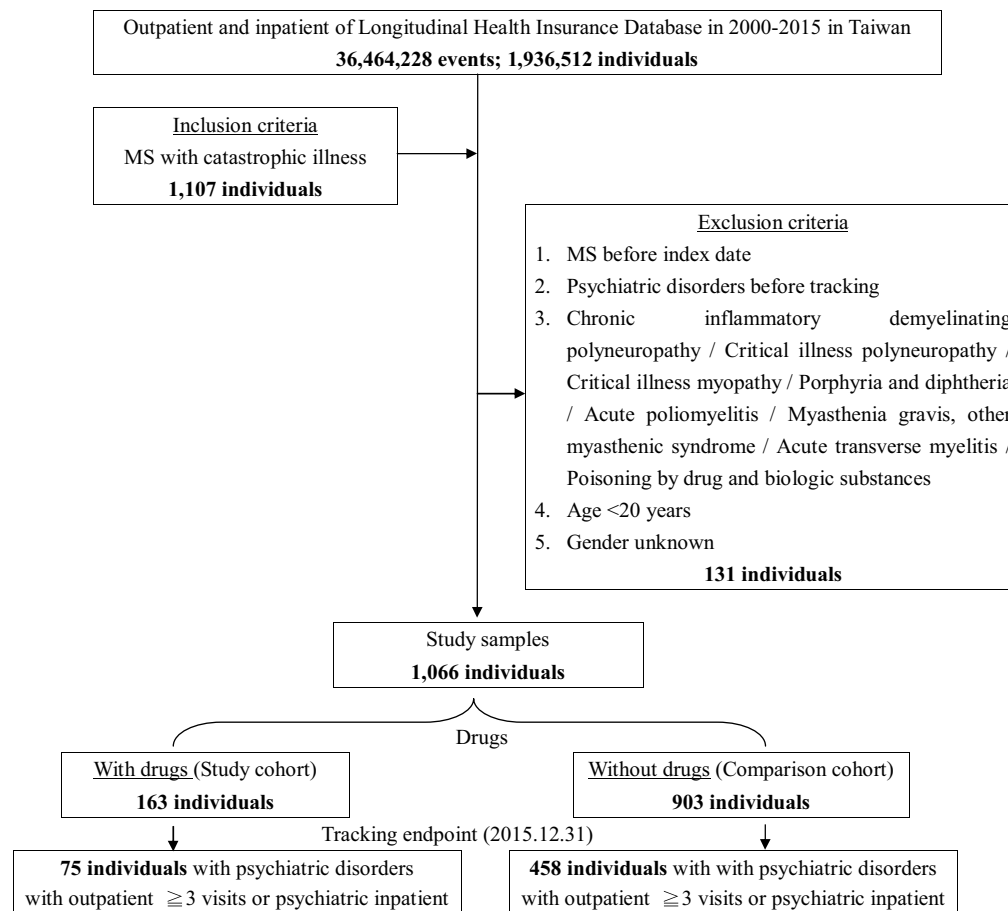 Outpatient and inpatient of Longitudinal Health Insurance Database in 2000-2015 in Taiwan
36,464,228 events; 1,936,512 individuals
Inclusion criteria
MS with catastrophic illness
1,107 individuals
Exclusion criteria
1. MS before index date
2. Psychiatric disorders before tracking
3. Chronic inflammatory demyelinating
polyneuropathy / Critical illness polyneuropathy /
Critical illness myopathy / Porphyria and diphtheria
/ Acute poliomyelitis / Myasthenia gravis, other
myasthenic syndrome / Acute transverse myelitis /
Poisoning by drug and biologic substances
4. Age <20 years
5. Gender unknown
131 individuals
Study samples
1,066 individuals
Drugs
With drugs (Study cohort)
163 individuals
Without drugs (Comparison cohort)
903 individuals
Tracking endpoint (2015.12.31)
75 individuals with psychiatric disorders
with outpatient ≧3 visits or psychiatric inpatient
458 individuals with with psychiatric disorders
with outpatient ≧3 visits or psychiatric inpatient